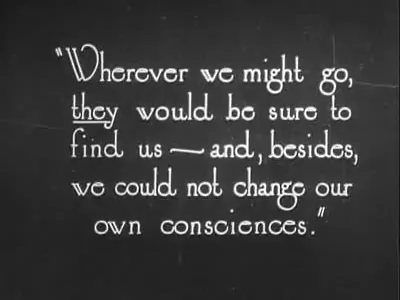 "Wherever we might go,
they would be sure to
find us — and, besides,
we could not change our
own consciences."